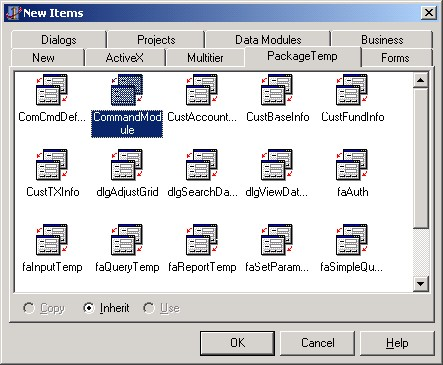 New Items
Dialogs Projects Data Modules Business
New ActiveX Multitier PackageTemp Forms
ComCmdDef... CommandModule CustAccount... CustBaseInfo CustFundInfo
CustTXInfo dlgAdjustGrid dlgSearchDa... dlgViewDat... faAuth
faInputTemp faQueryTemp faReportTemp faSetParam... faSimpleQu...
Copy Inherit Use
OK Cancel Help